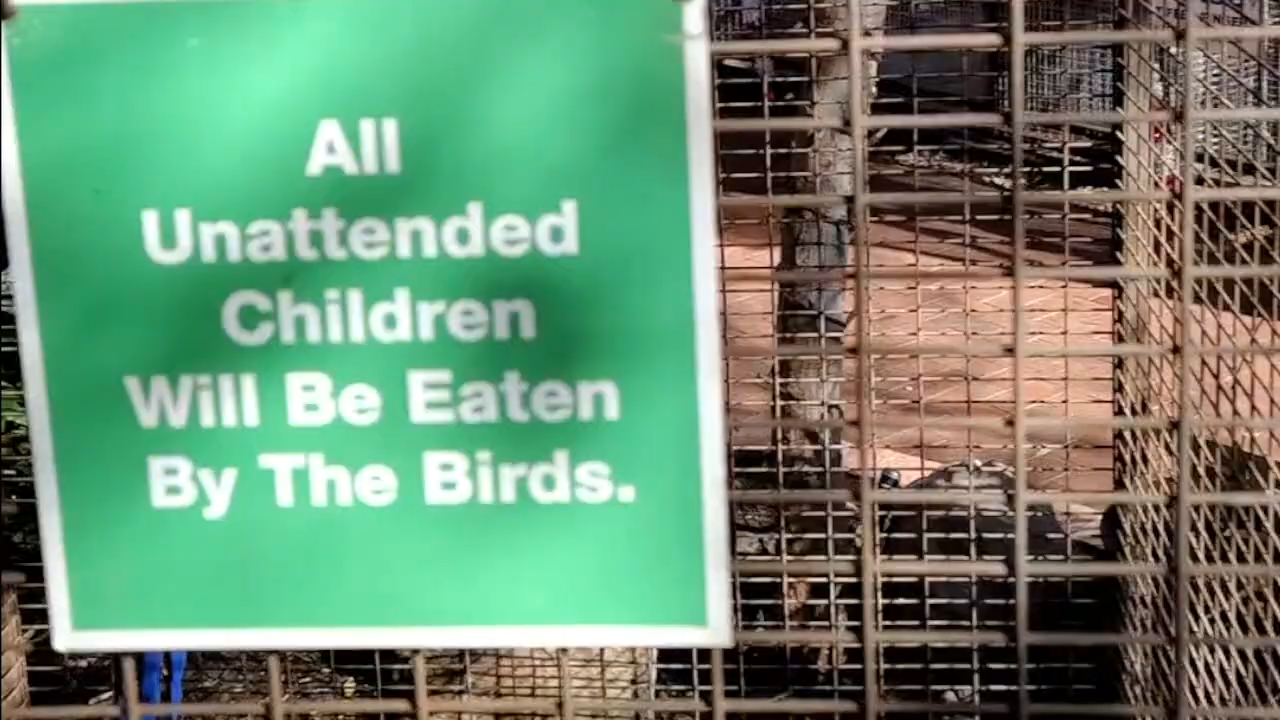 All
Unattended
Children
Will Be Eaten
By The Birds.